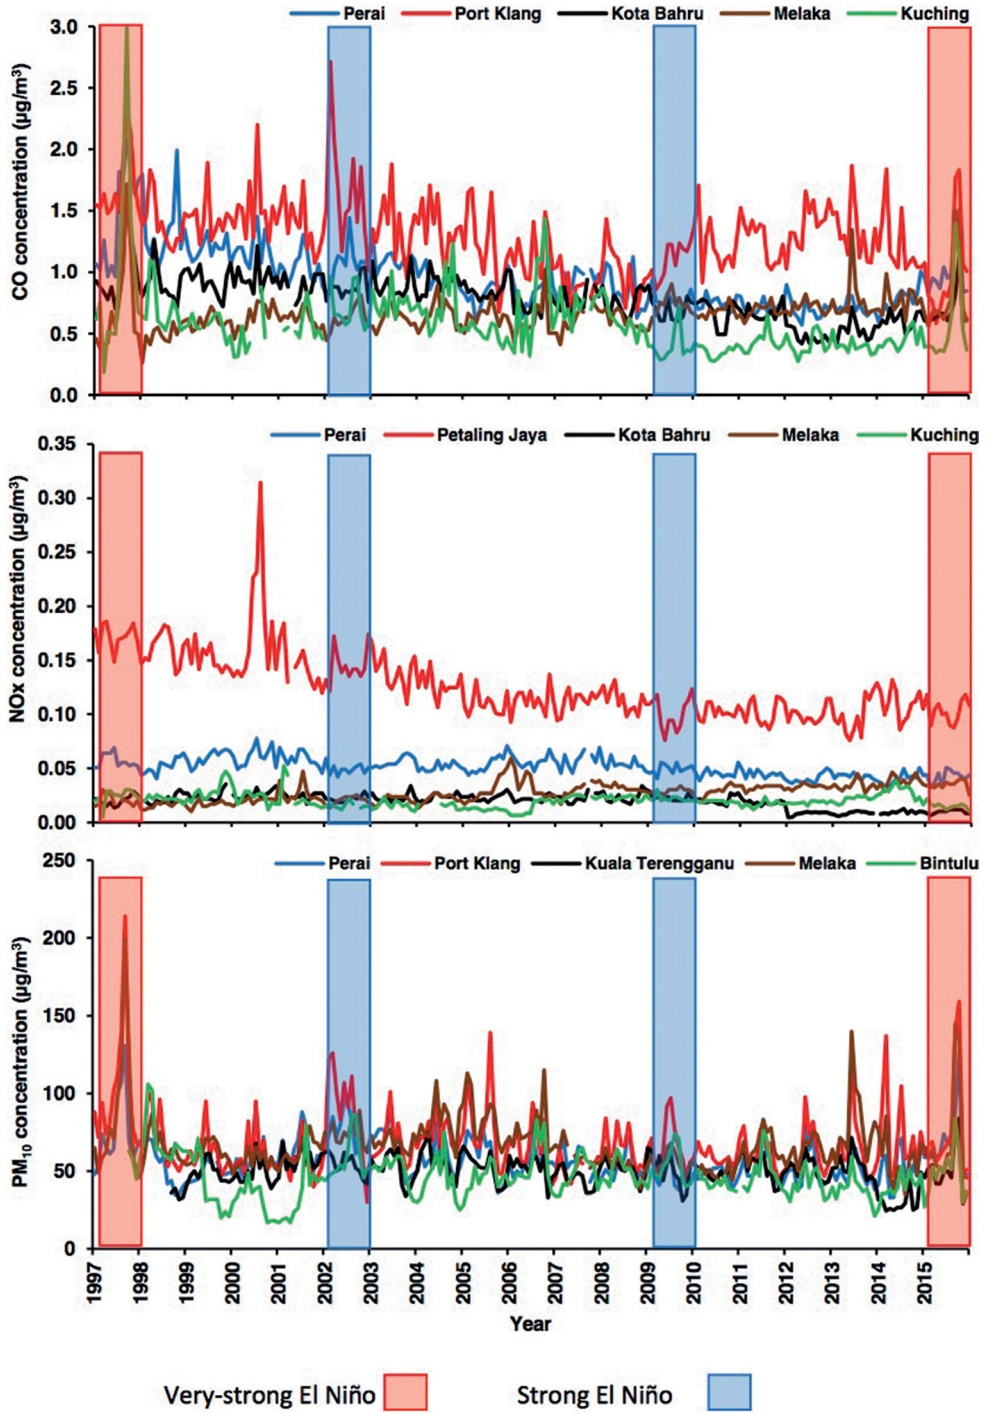 Perai Port Klang Kota Bahru Melaka Kuching
CO concentration (µg/m³)
3.0
2.5
2.0
1.5
1.0
0.5
0.0
Perai Petaling Jaya Kota Bahru Melaka Kuching
NOx concentration (µg/m³)
0.35
0.30
0.25
0.20
0.15
0.10
0.05
0.00
Perai Port Klang Kuala Terengganu Melaka Bintulu
PM₁₀ concentration (µg/m³)
250
200
150
100
50
0
1997 1998 1999 2000 2001 2002 2003 2004 2005 2006 2007 2008 2009 2010 2011 2012 2013 2014 2015
Year
Very-strong El Niño Strong El Niño